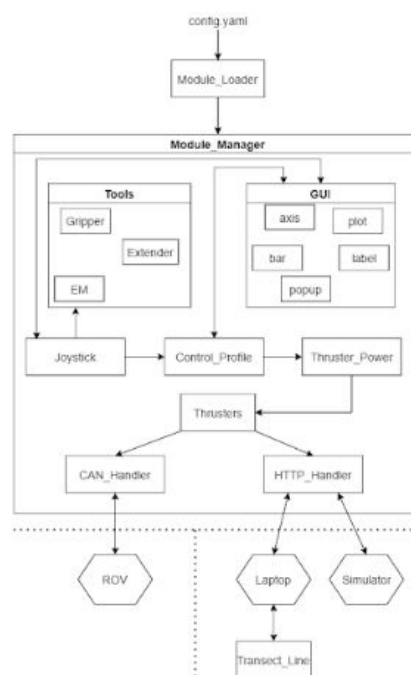 config.yaml
Module_Loader
Module_Manager
Tools
GUI
Gripper
axis
plot
Extender
bar
label
EM
popup
Joystick
Control_Profile
Thruster_Power
Thrusters
CAN_Handler
HTTP_Handler
ROV
Laptop
Simulator
Transect_Line